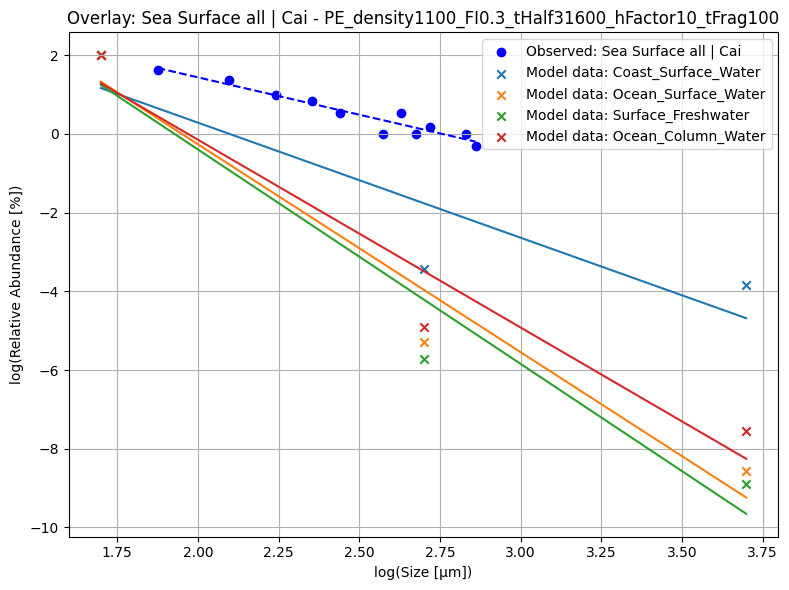 Overlay: Sea Surface all | Cai - PE_density1100_FI0.3_tHalf31600_hFactor10_tFrag100
Observed: Sea Surface all | Cai
Model data: Coast_Surface_Water
Model data: Ocean_Surface_Water
Model data: Surface_Freshwater
Model data: Ocean_Column_Water
log(Relative Abundance [%])
2
0
−2
−4
−6
−8
−10
1.75 2.00 2.25 2.50 2.75 3.00 3.25 3.50 3.75
log(Size [µm])